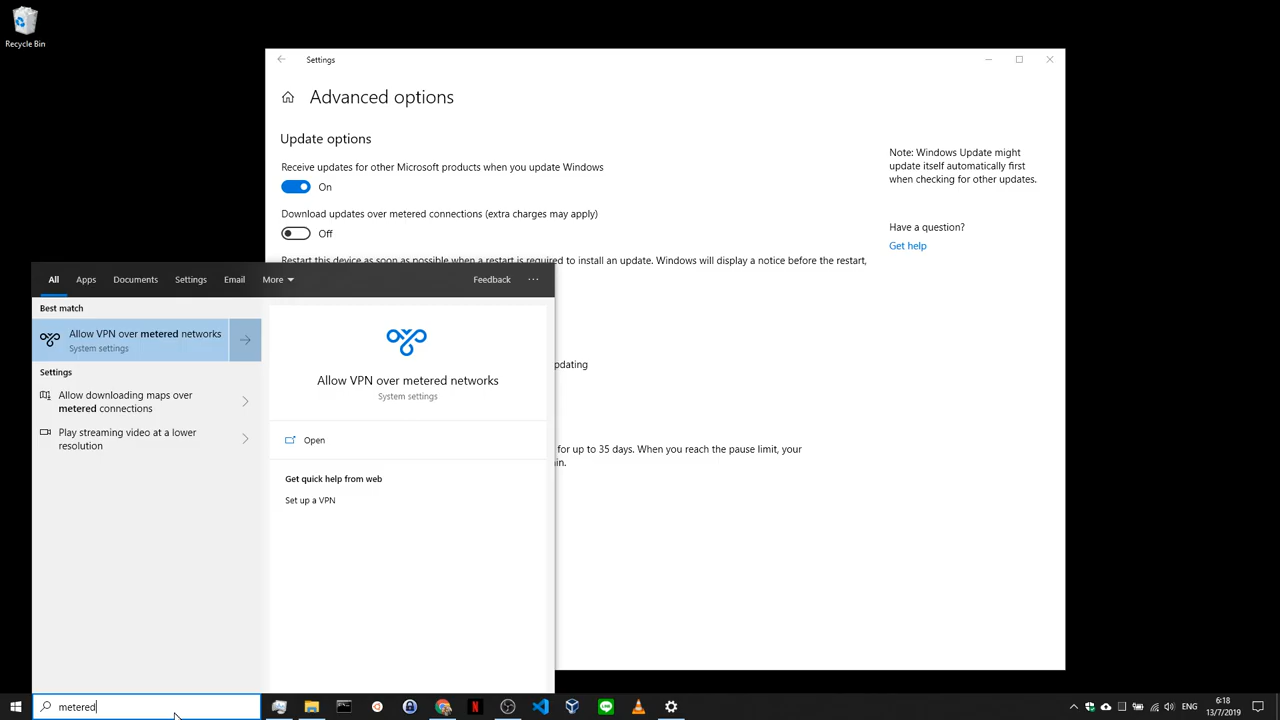 Recycle Bin
Settings
Advanced options
Update options
Receive updates for other Microsoft products when you update Windows
On
Download updates over metered connections (extra charges may apply)
Off
Restart this device as soon as possible when a restart is required to install an update. Windows will display a notice before the restart,
Note: Windows Update might
update itself automatically first
when checking for other updates.
Have a question?
Get help
pdating
for up to 35 days. When you reach the pause limit, your
in.
All
Apps
Documents
Settings
Email
More
Feedback
Best match
Allow VPN over metered networks
System settings
Settings
Allow downloading maps over
metered connections
Play streaming video at a lower
resolution
Allow VPN over metered networks
System settings
Open
Get quick help from web
Set up a VPN
metered
ENG
6:18
13/7/2019